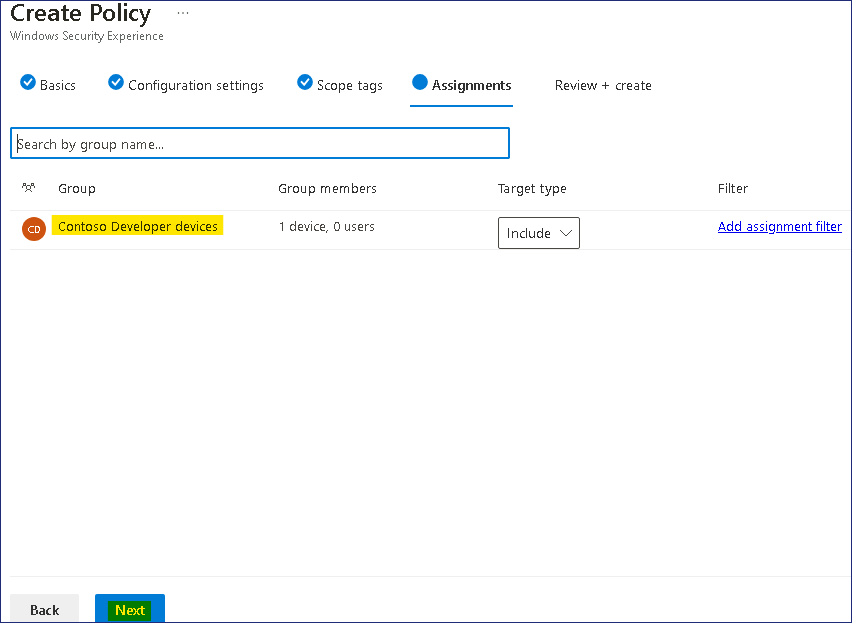 Create Policy ...
Windows Security Experience
Basics Configuration settings Scope tags Assignments Review + create
Search by group name...
Group Group members Target type Filter
CD Contoso Developer devices 1 device, 0 users Include Add assignment filter
Back Next